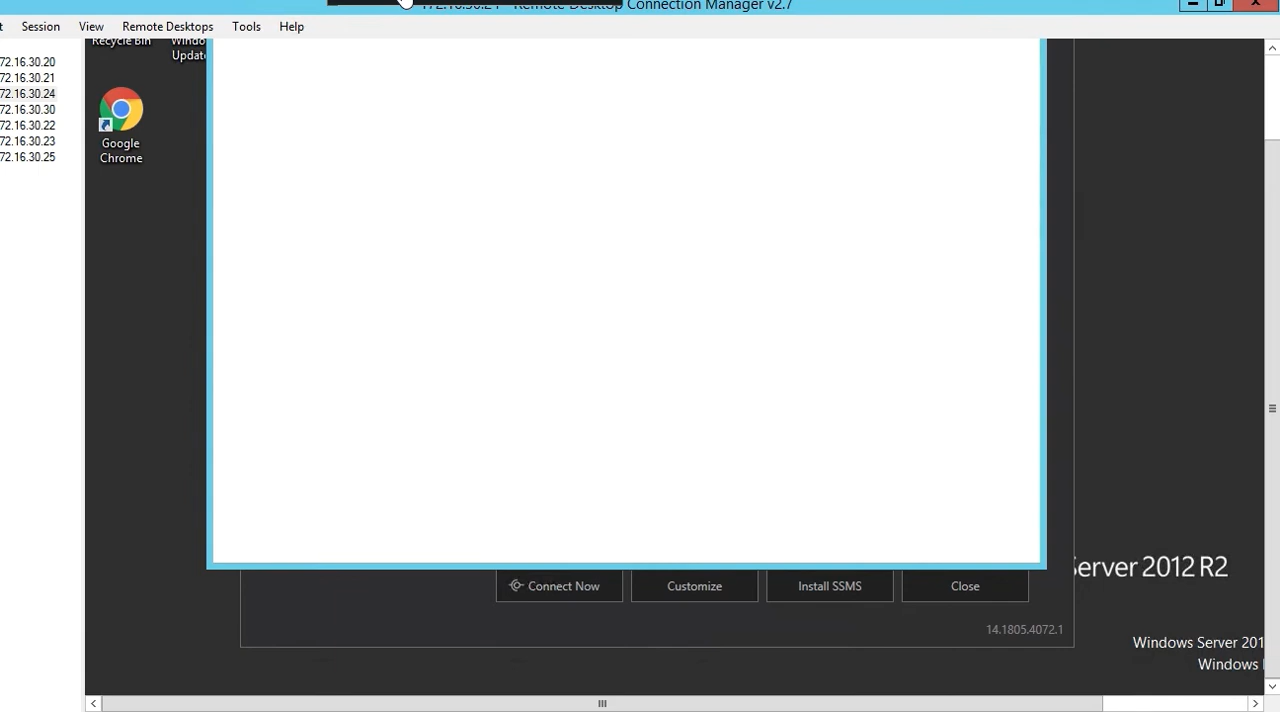 Remote Desktop Connection Manager v2.7
Session View Remote Desktops Tools Help
72.16.30.20
72.16.30.21
72.16.30.24
72.16.30.30
72.16.30.22
72.16.30.23
72.16.30.25
Recycle Bin
Windo
Update
Google
Chrome
Connect Now
Customize
Install SSMS
Close
14.1805.4072.1
Server 2012 R2
Windows Server 201
Windows